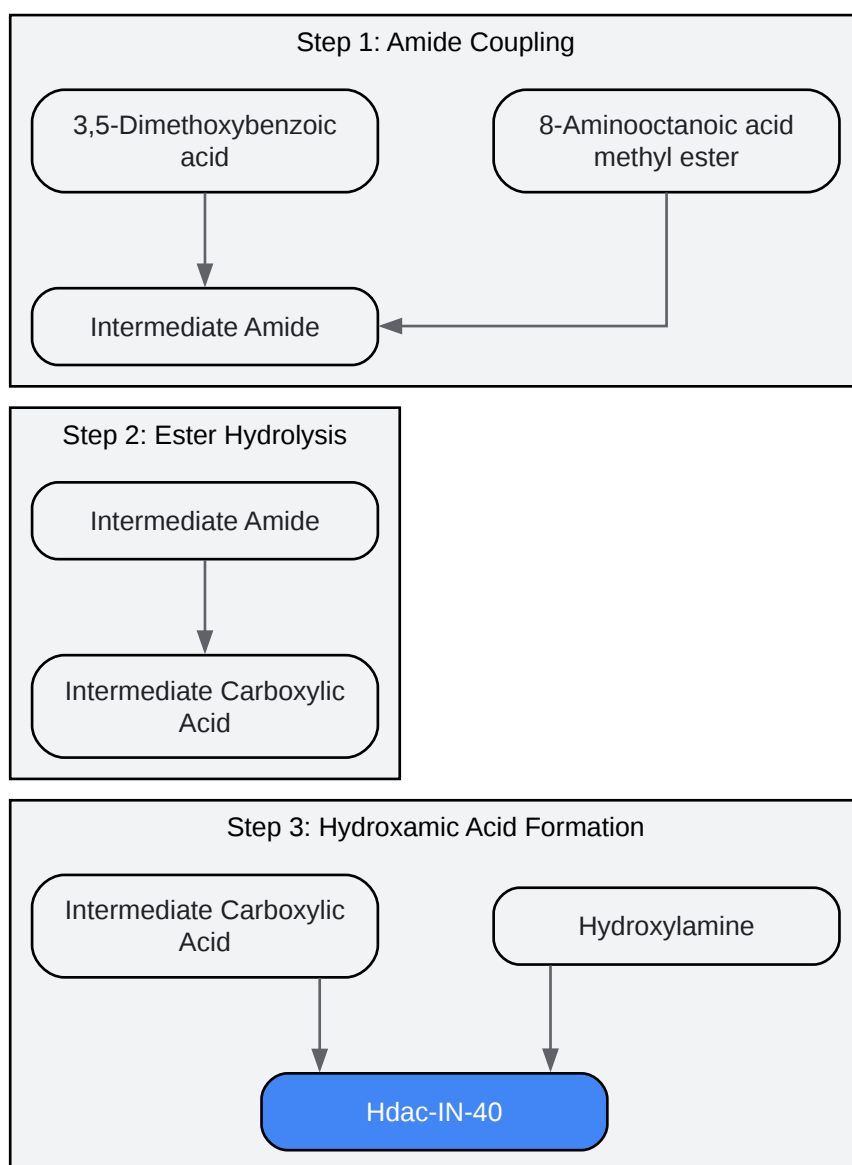 Step 1: Amide Coupling
3,5-Dimethoxybenzoic
acid
8-Aminooctanoic acid
methyl ester
Intermediate Amide
Step 2: Ester Hydrolysis
Intermediate Amide
Intermediate Carboxylic
Acid
Step 3: Hydroxamic Acid Formation
Intermediate Carboxylic
Acid
Hydroxylamine
Hdac-IN-40